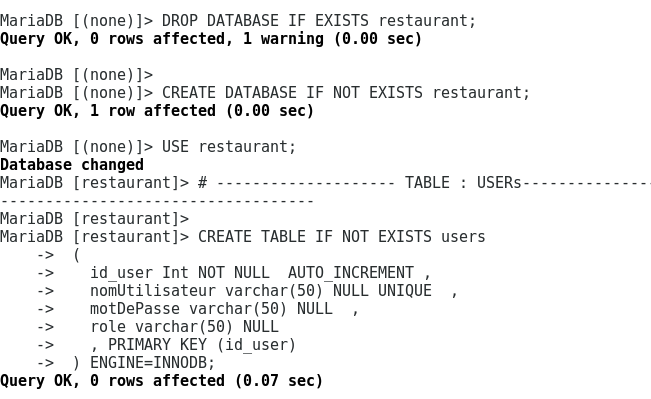 MariaDB [(none)]> DROP DATABASE IF EXISTS restaurant;
Query OK, 0 rows affected, 1 warning (0.00 sec)
MariaDB [(none)]>
MariaDB [(none)]> CREATE DATABASE IF NOT EXISTS restaurant;
Query OK, 1 row affected (0.00 sec)
MariaDB [(none)]> USE restaurant;
Database changed
MariaDB [restaurant]> # -------------------- TABLE : USERs---------------
-----------------------------------
MariaDB [restaurant]>
MariaDB [restaurant]> CREATE TABLE IF NOT EXISTS users
    ->  (
    ->    id_user Int NOT NULL  AUTO_INCREMENT ,
    ->    nomUtilisateur varchar(50) NULL UNIQUE  ,
    ->    motDePasse varchar(50) NULL  ,
    ->    role varchar(50) NULL
    ->    , PRIMARY KEY (id_user)
    ->  ) ENGINE=INNODB;
Query OK, 0 rows affected (0.07 sec)